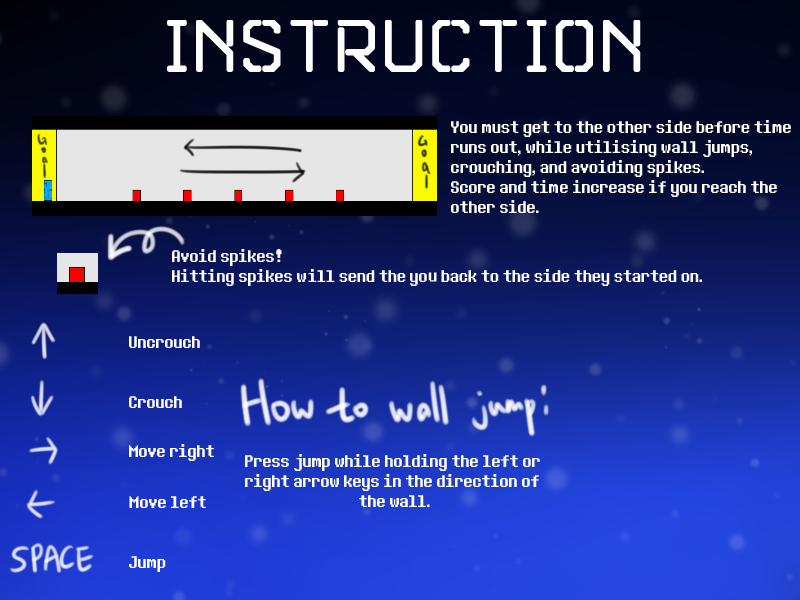 INSTRUCTION
Goal
Goal
You must get to the other side before time
runs out, while utilising wall jumps,
crouching, and avoiding spikes.
Score and time increase if you reach the
other side.
Avoid spikes!
Hitting spikes will send the you back to the side they started on.
Uncrouch
Crouch
Move right
Move left
SPACE Jump
How to wall jump:
Press jump while holding the left or
right arrow keys in the direction of
the wall.